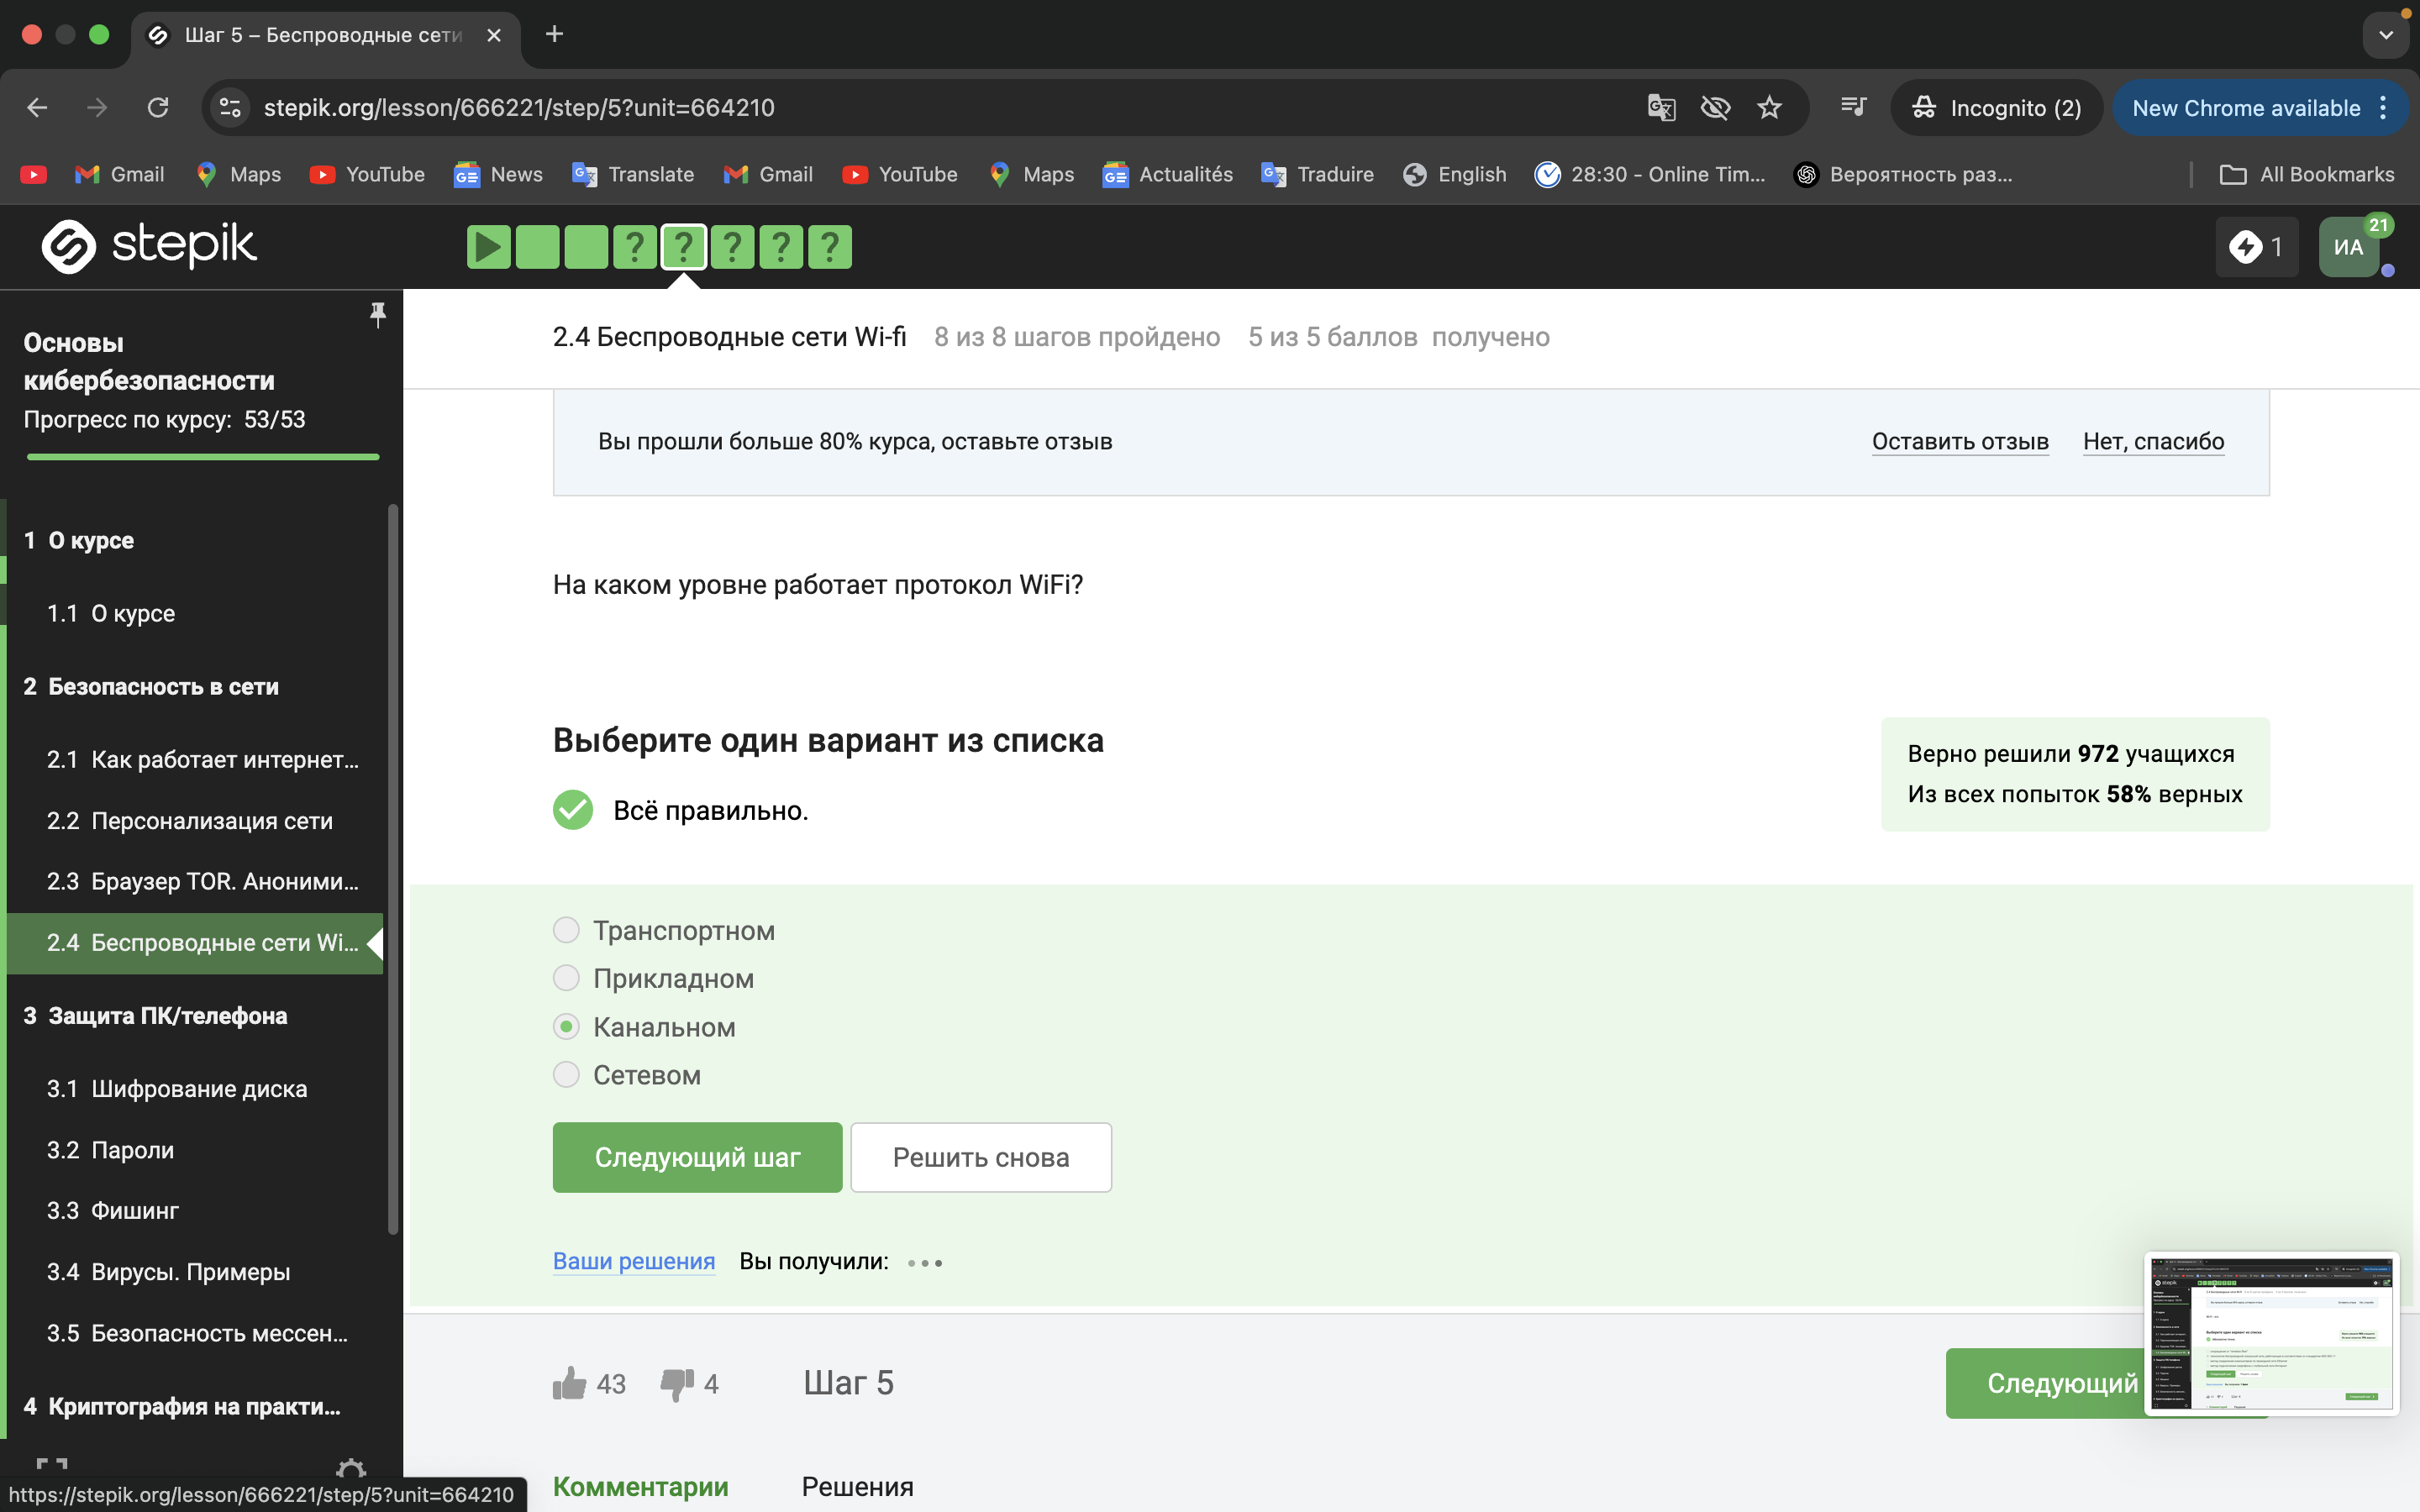 Шаг 5 – Беспроводные сети
stepik.org/lesson/666221/step/5?unit=664210
Incognito (2)
New Chrome available
Gmail
Maps
YouTube
News
Translate
Gmail
YouTube
Maps
Actualités
Traduire
English
28:30 - Online Tim...
Вероятность раз...
All Bookmarks
stepik
? ? ? ? ?
1
ИА
21
Основы
кибербезопасности
Прогресс по курсу: 53/53
1 О курсе
1.1 О курсе
2 Безопасность в сети
2.1 Как работает интернет...
2.2 Персонализация сети
2.3 Браузер TOR. Аноними...
2.4 Беспроводные сети Wi...
3 Защита ПК/телефона
3.1 Шифрование диска
3.2 Пароли
3.3 Фишинг
3.4 Вирусы. Примеры
3.5 Безопасность мессен...
4 Криптография на практи...
https://stepik.org/lesson/666221/step/5?unit=664210
2.4 Беспроводные сети Wi-fi 8 из 8 шагов пройдено 5 из 5 баллов получено
Вы прошли больше 80% курса, оставьте отзыв
Оставить отзыв
Нет, спасибо
На каком уровне работает протокол WiFi?
Выберите один вариант из списка
Всё правильно.
Верно решили 972 учащихся
Из всех попыток 58% верных
Транспортном
Прикладном
Канальном
Сетевом
Следующий шаг
Решить снова
Ваши решения Вы получили:
43
4
Шаг 5
Следующий
Комментарии
Решения